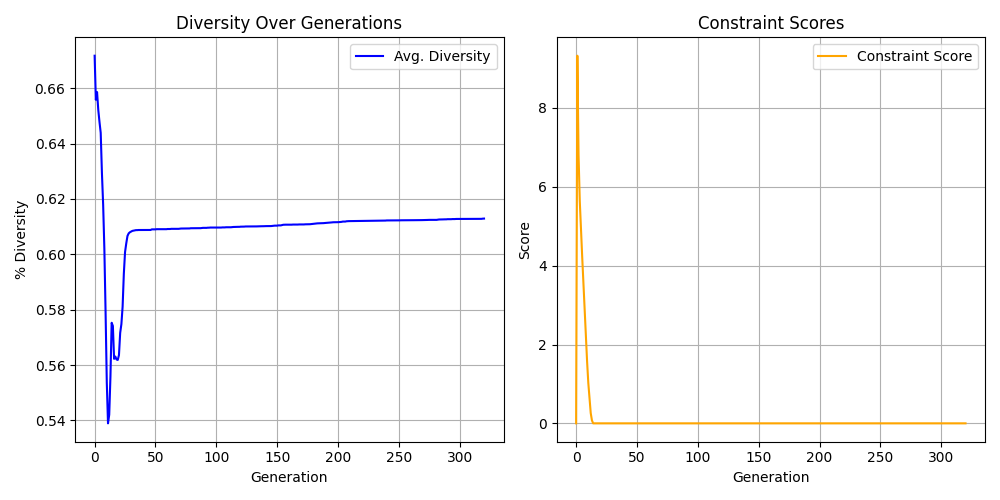 Diversity Over Generations
Avg. Diversity
% Diversity
0.66
0.64
0.62
0.60
0.58
0.56
0.54
0 50 100 150 200 250 300
Generation
Constraint Scores
Constraint Score
Score
8
6
4
2
0
0 50 100 150 200 250 300
Generation